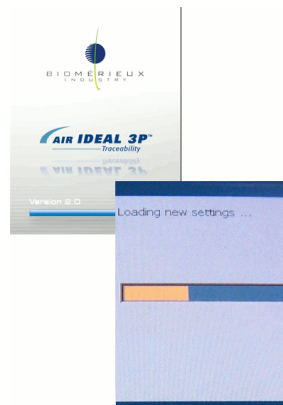 BIOMÉRIEUX
INDUSTRY
AIR IDEAL 3P™
Traceability
Version 2.0
Loading new settings ...